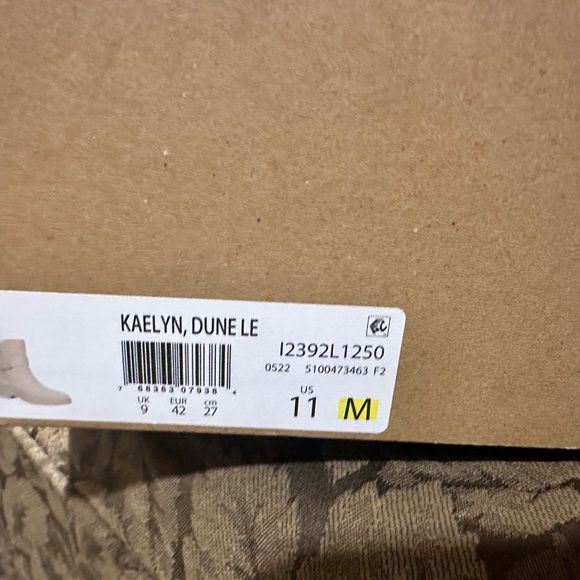 KAELYN, DUNE LE
I2392L1250
0522 5100473463 F2
7 68363 07938 4
UK EUR cm
9 42 27
US
11 M